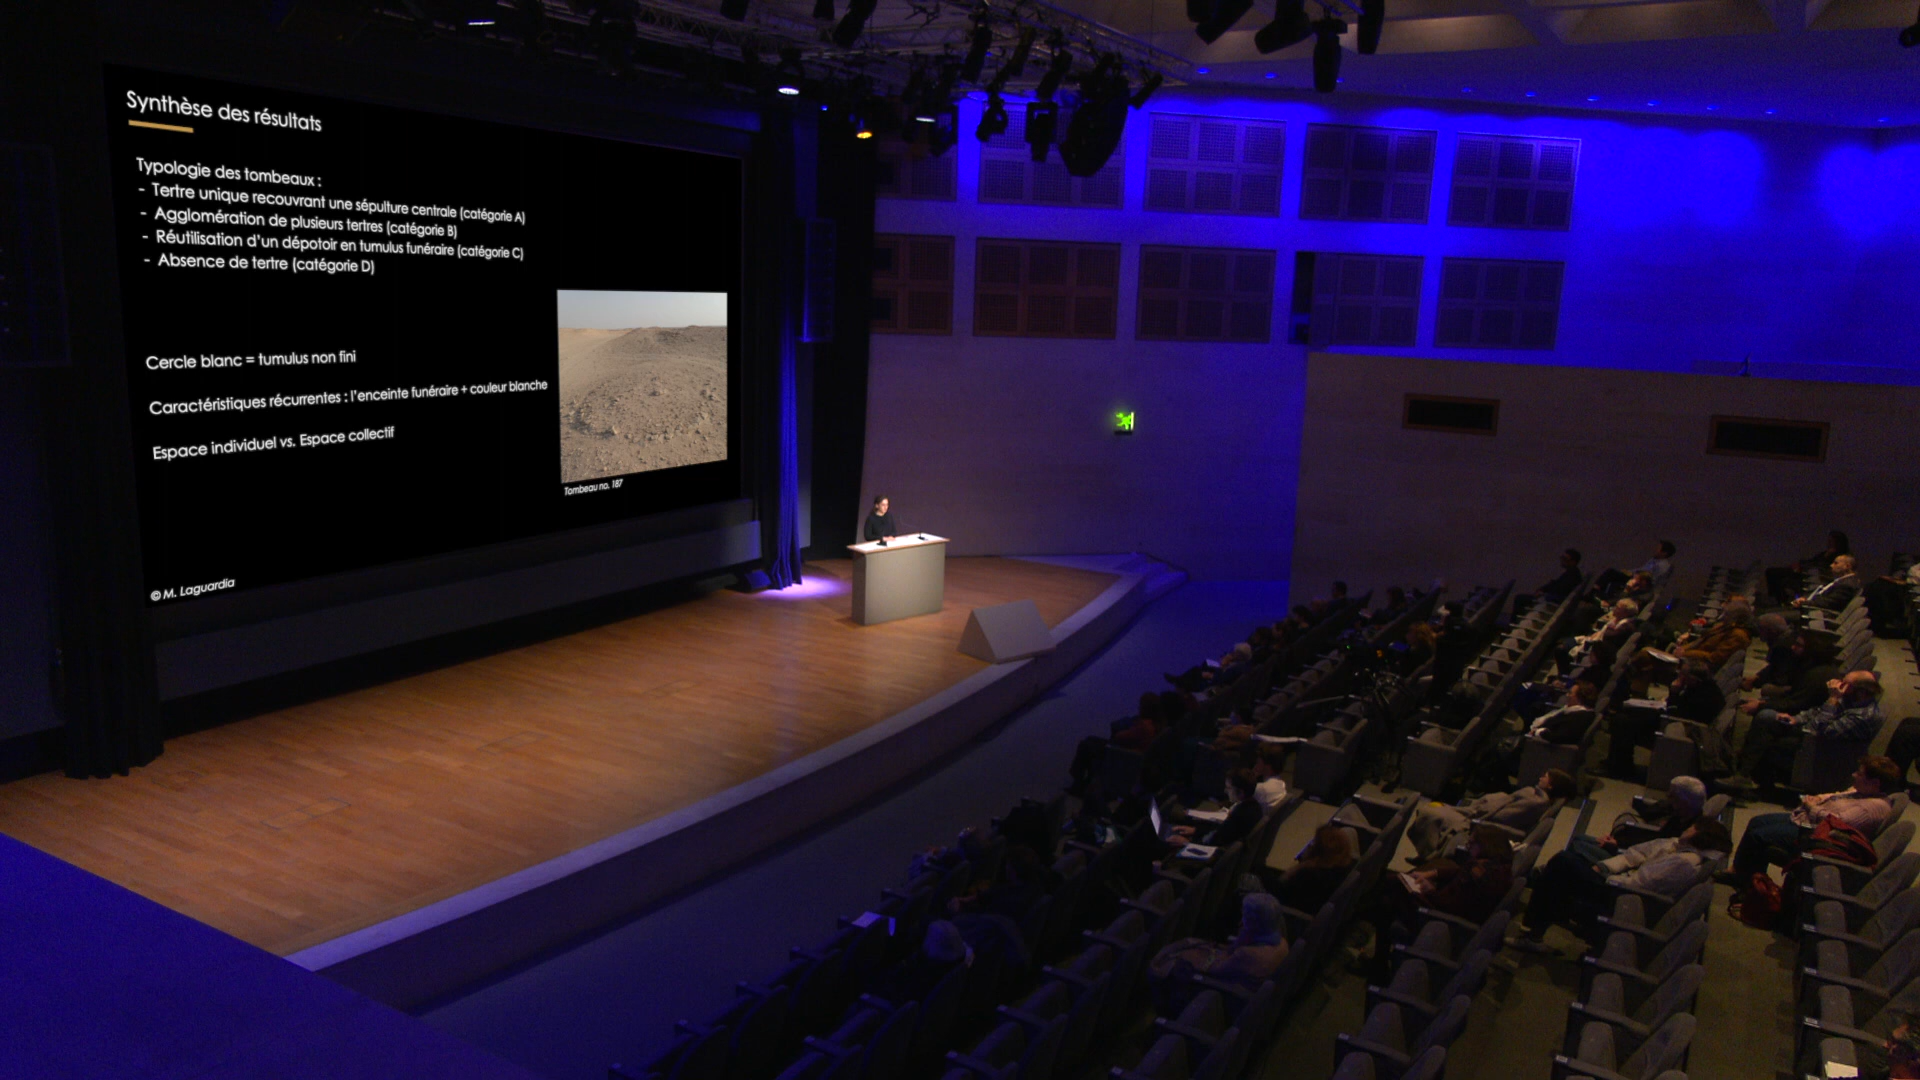 Synthèse des résultats
Typologie des tombeaux :
- Tertre unique recouvrant une sépulture centrale (catégorie A)
- Agglomération de plusieurs tertres (catégorie B)
- Réutilisation d'un dépotoir en tumulus funéraire (catégorie C)
- Absence de tertre (catégorie D)
Cercle blanc = tumulus non fini
Caractéristiques récurrentes : l'enceinte funéraire + couleur blanche
Espace individuel vs. Espace collectif
Tombeau no. 187
© M. Laguardia